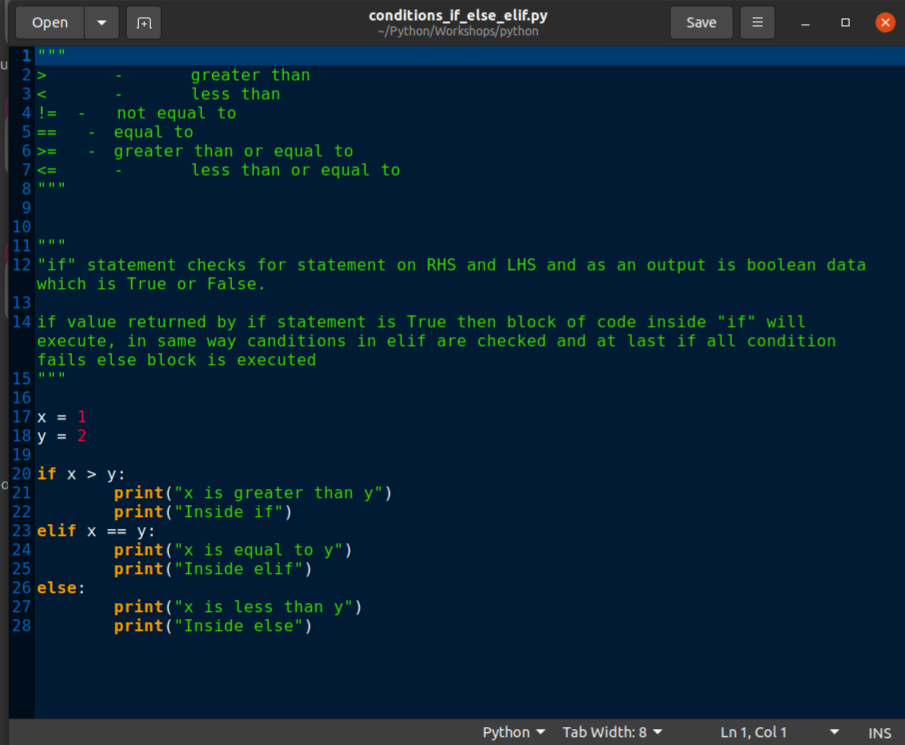 Open
conditions_if_else_elif.py
~/Python/Workshops/python
Save
1 """
2 > - greater than
3 < - less than
4 != - not equal to
5 == - equal to
6 >= - greater than or equal to
7 <= - less than or equal to
8 """
9
10
11 """
12 "if" statement checks for statement on RHS and LHS and as an output is boolean data
which is True or False.
13
14 if value returned by if statement is True then block of code inside "if" will
execute, in same way canditions in elif are checked and at last if all condition
fails else block is executed
15 """
16
17 x = 1
18 y = 2
19
20 if x > y:
21 print("x is greater than y")
22 print("Inside if")
23 elif x == y:
24 print("x is equal to y")
25 print("Inside elif")
26 else:
27 print("x is less than y")
28 print("Inside else")
Python Tab Width: 8 Ln 1, Col 1 INS